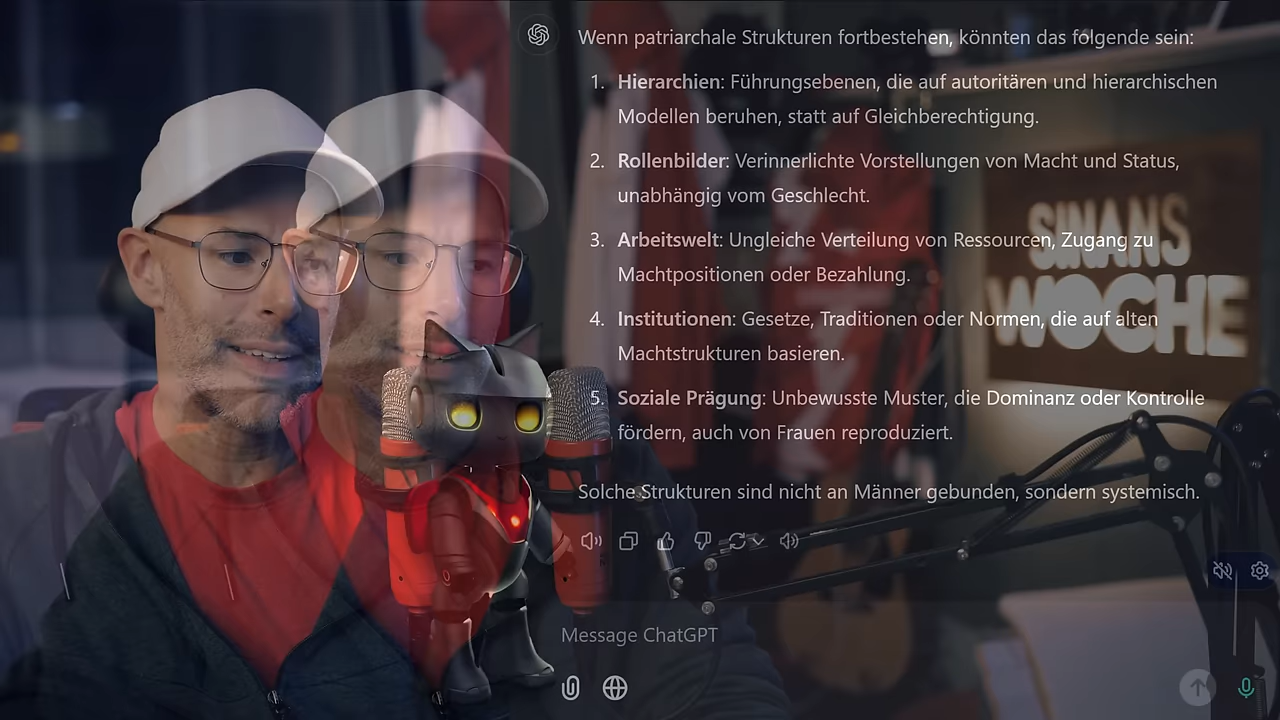 Wenn patriarchale Strukturen fortbestehen, könnten das folgende sein:
1. Hierarchien: Führungsebenen, die auf autoritären und hierarchischen
Modellen beruhen, statt auf Gleichberechtigung.
2. Rollenbilder: Verinnerlichte Vorstellungen von Macht und Status,
unabhängig vom Geschlecht.
3. Arbeitswelt: Ungleiche Verteilung von Ressourcen, Zugang zu
Machtpositionen oder Bezahlung.
4. Institutionen: Gesetze, Traditionen oder Normen, die auf alten
Machtstrukturen basieren.
5. Soziale Prägung: Unbewusste Muster, die Dominanz oder Kontrolle
fördern, auch von Frauen reproduziert.
Solche Strukturen sind nicht an Männer gebunden, sondern systemisch.
Message ChatGPT
SINANS
WOCHE